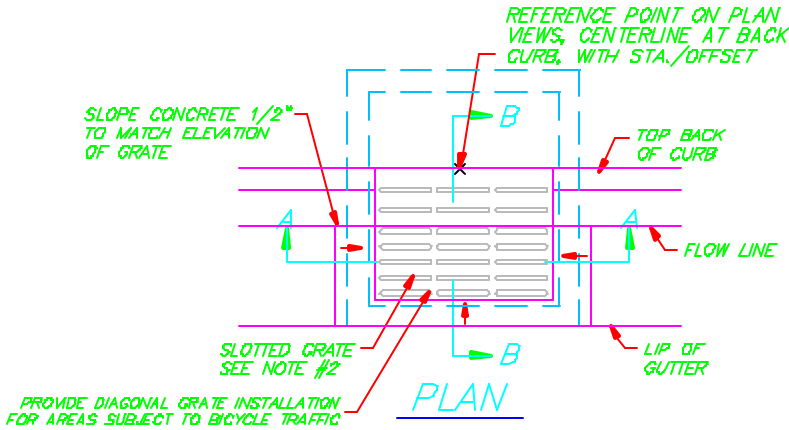 REFERENCE POINT ON PLAN
VIEWS, CENTERLINE AT BACK
CURB, WITH STA./OFFSET
SLOPE CONCRETE 1/2"
TO MATCH ELEVATION
OF GRATE
B
TOP BACK
OF CURB
A
A
FLOW LINE
SLOTTED GRATE
SEE NOTE #2
B
LIP OF
GUTTER
PROVIDE DIAGONAL GRATE INSTALLATION
FOR AREAS SUBJECT TO BICYCLE TRAFFIC
PLAN